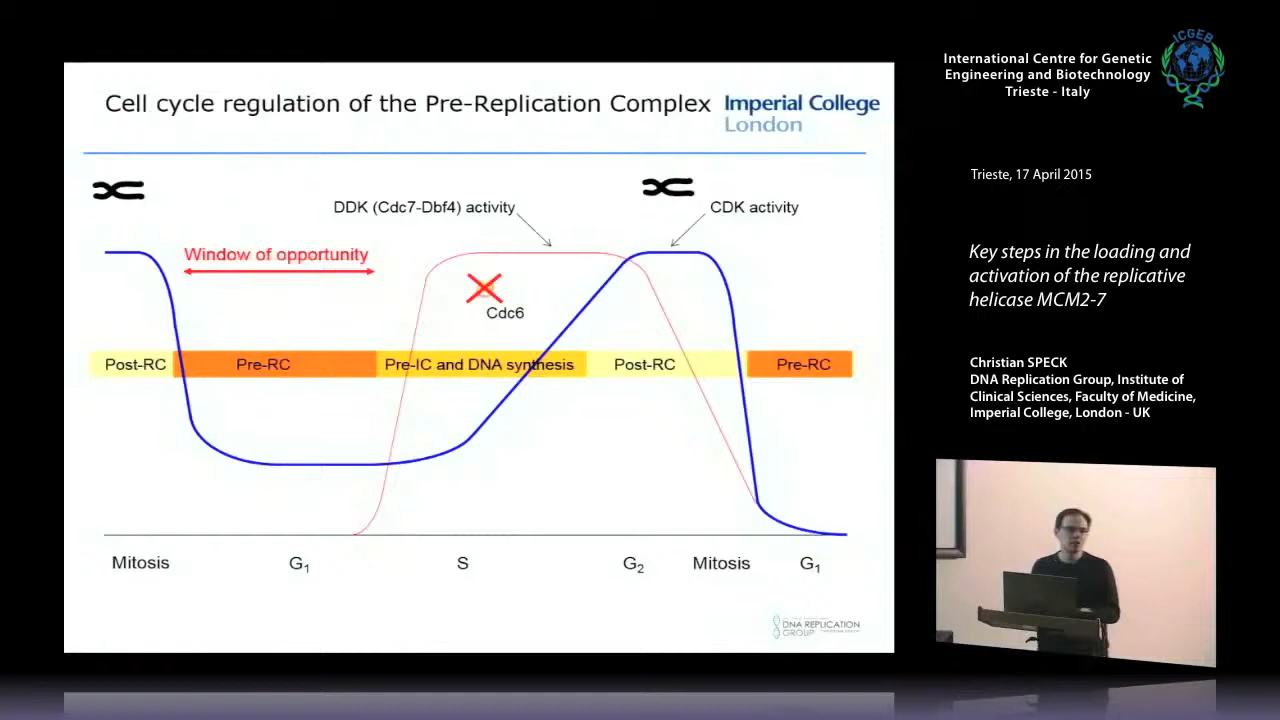 Cell cycle regulation of the Pre-Replication Complex
Imperial College
London
DDK (Cdc7-Dbf4) activity
CDK activity
Window of opportunity
Cdc6
Post-RC
Pre-RC
Pre-IC and DNA synthesis
Post-RC
Pre-RC
Mitosis
G₁
S
G₂
Mitosis
G₁
DNA REPLICATION
GROUP
International Centre for Genetic
Engineering and Biotechnology
Trieste - Italy
ICGEB
Trieste, 17 April 2015
Key steps in the loading and
activation of the replicative
helicase MCM2-7
Christian SPECK
DNA Replication Group, Institute of
Clinical Sciences, Faculty of Medicine,
Imperial College, London - UK